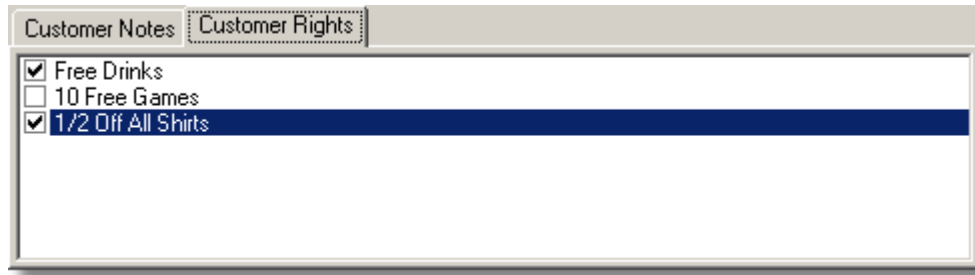 Customer Notes Customer Rights
Free Drinks
10 Free Games
1/2 Off All Shirts